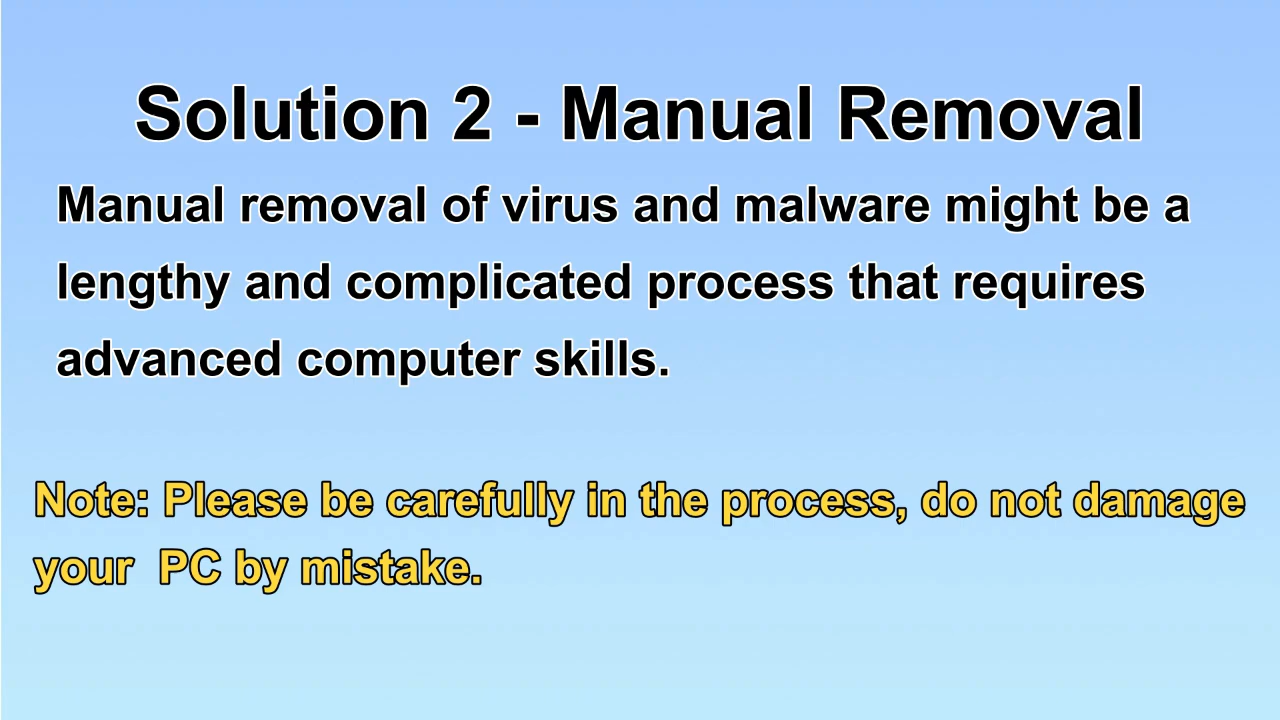 Solution 2 - Manual Removal
Manual removal of virus and malware might be a
lengthy and complicated process that requires
advanced computer skills.
Note: Please be carefully in the process, do not damage
your  PC by mistake.